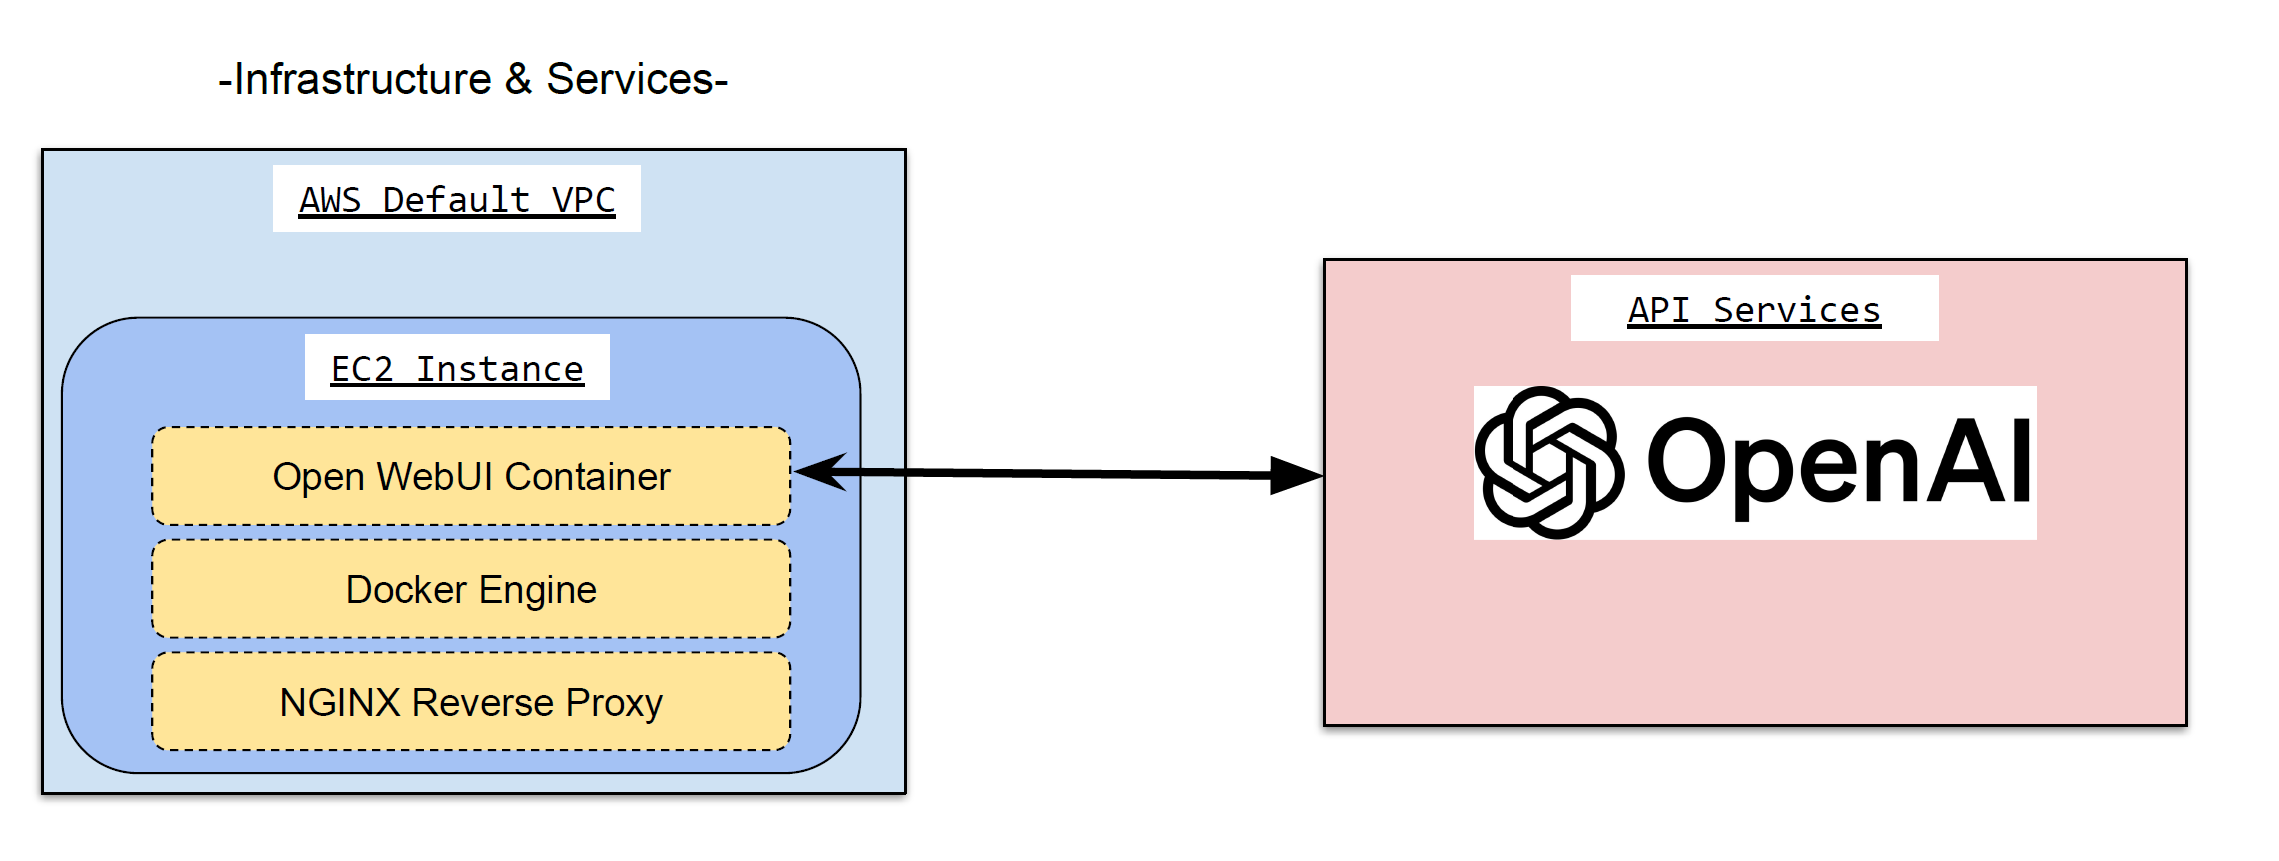 -Infrastructure & Services-
AWS Default VPC
EC2 Instance
Open WebUI Container
Docker Engine
NGINX Reverse Proxy
API Services
OpenAI